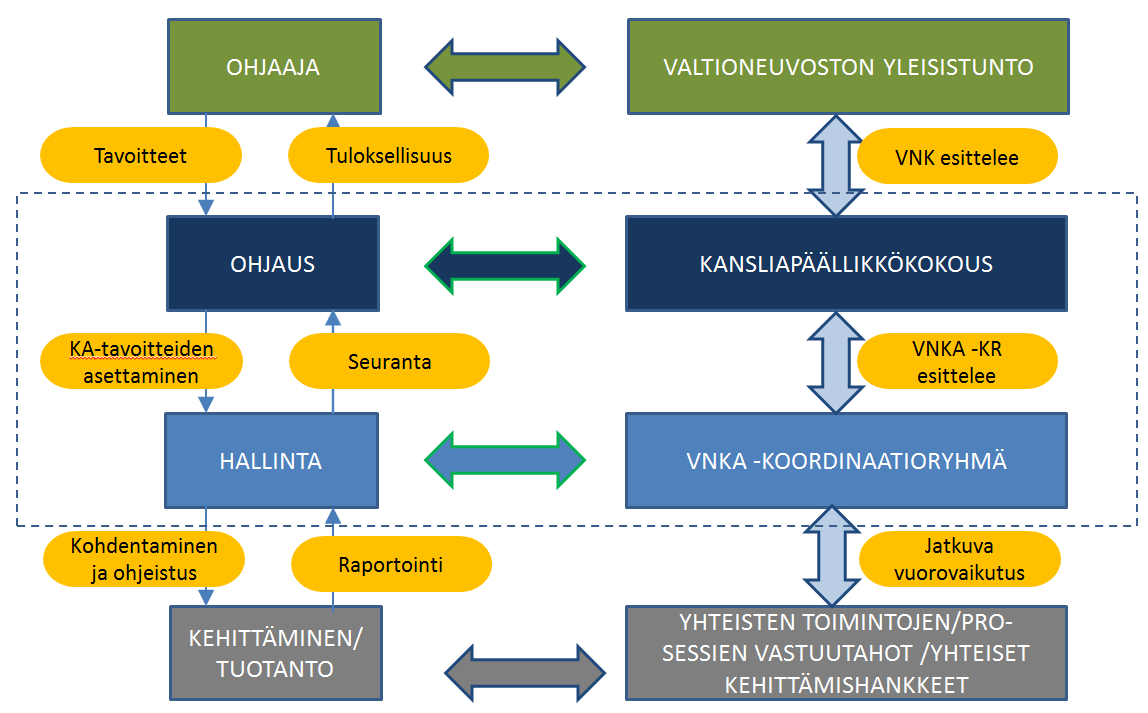 OHJAAJA
VALTIONEUVOSTON YLEISISTUNTO
Tavoitteet
Tuloksellisuus
VNK esittelee
OHJAUS
KANSLIAPÄÄLLIKKÖKOKOUS
KA-tavoitteiden
asettaminen
Seuranta
VNKA -KR
esittelee
HALLINTA
VNKA -KOORDINAATIORYHMÄ
Kohdentaminen
ja ohjeistus
Raportointi
Jatkuva
vuorovaikutus
KEHITTÄMINEN/
TUOTANTO
YHTEISTEN TOIMINTOJEN/PRO-
SESSIEN VASTUUTAHOT /YHTEISET
KEHITTÄMISHANKKEET